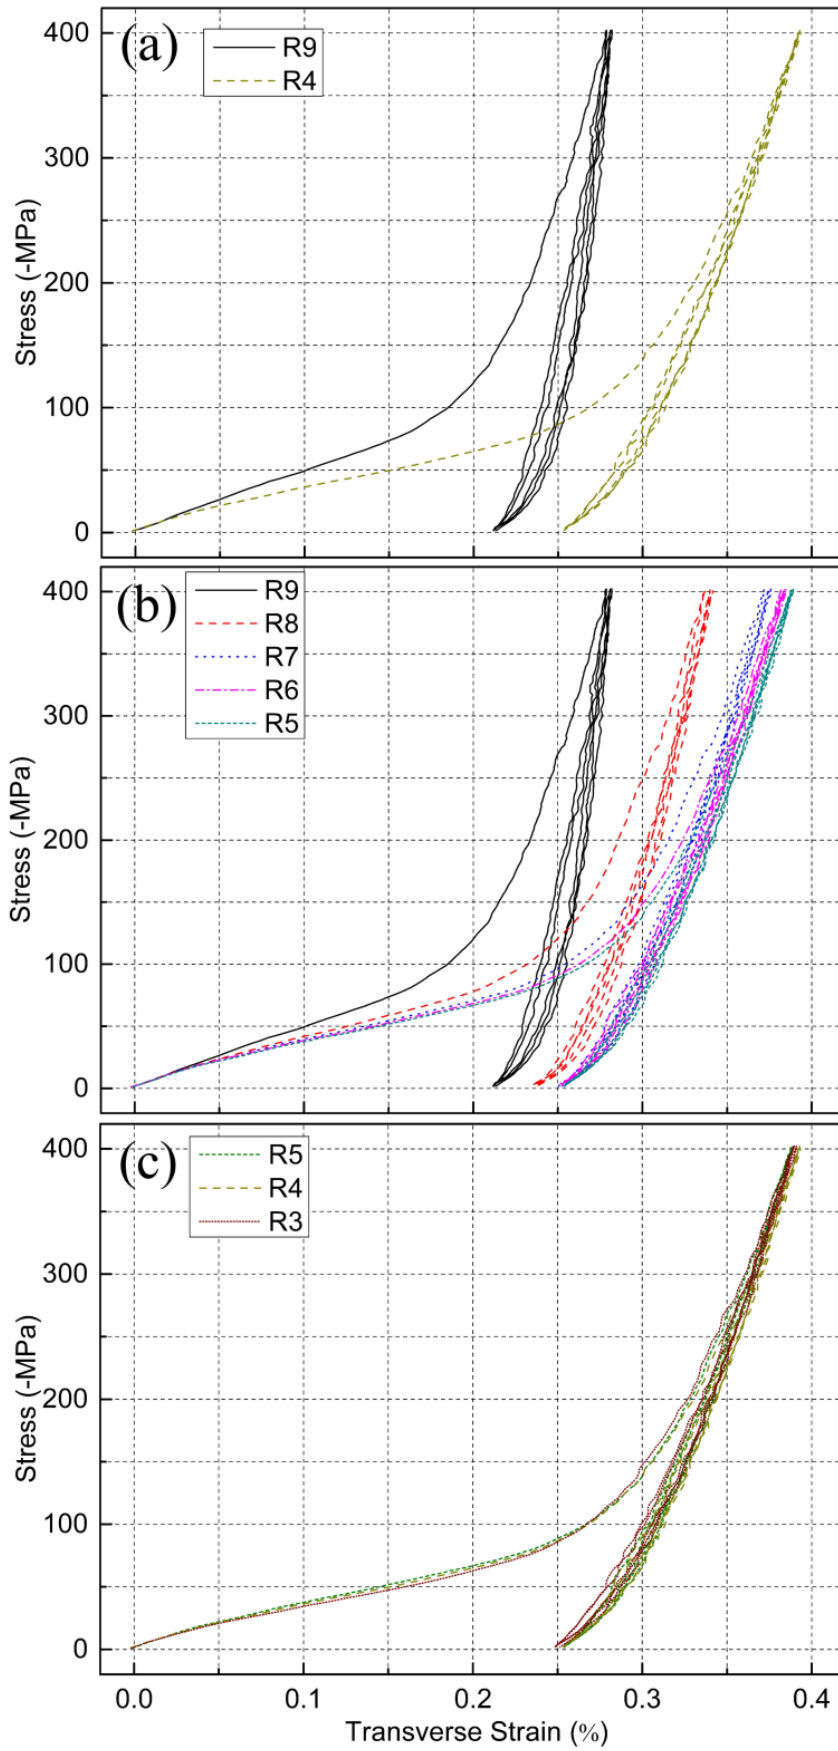 (a)
R9
R4
400
300
200
100
0
Stress (-MPa)
(b)
R9
R8
R7
R6
R5
400
300
200
100
0
Stress (-MPa)
(c)
R5
R4
R3
400
300
200
100
0
Stress (-MPa)
0.0 0.1 0.2 0.3 0.4
Transverse Strain (%)